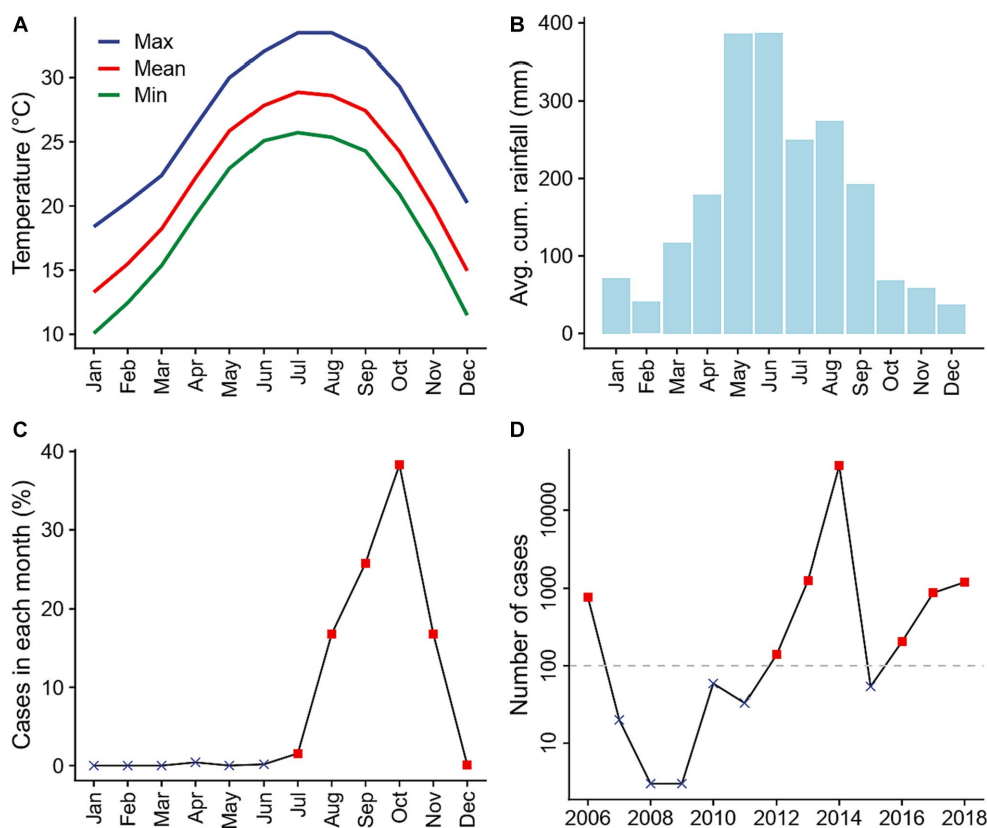 A
Temperature (°C)
30
25
20
15
10
Max
Mean
Min
Jan Feb Mar Apr May Jun Jul Aug Sep Oct Nov Dec
B
Avg. cum. rainfall (mm)
400
300
200
100
0
Jan Feb Mar Apr May Jun Jul Aug Sep Oct Nov Dec
C
Cases in each month (%)
40
30
20
10
0
Jan Feb Mar Apr May Jun Jul Aug Sep Oct Nov Dec
D
Number of cases
10000
1000
100
10
2006 2008 2010 2012 2014 2016 2018